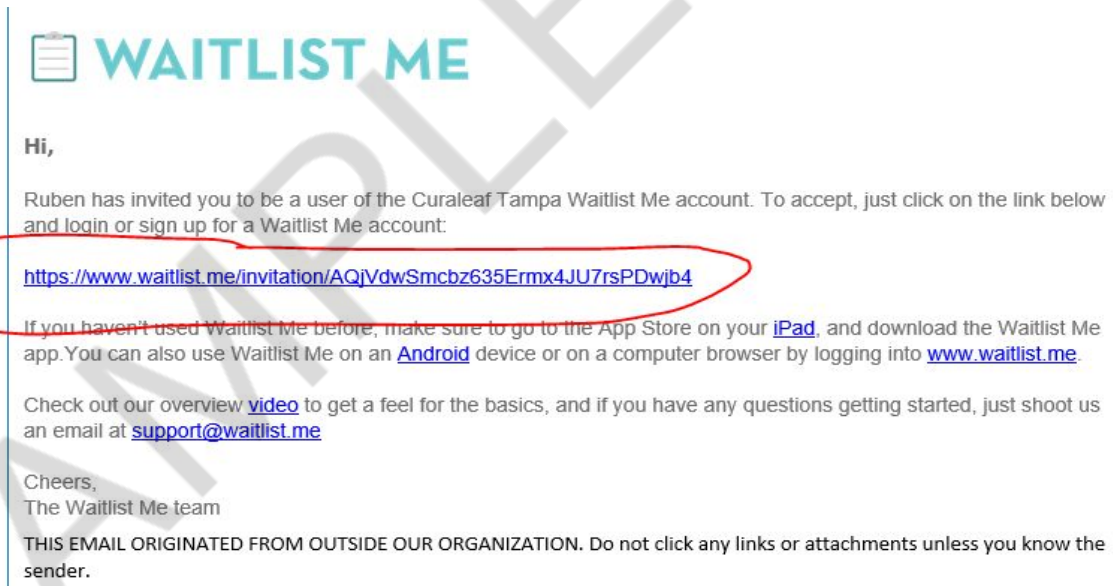 WAITLIST ME
Hi,
Ruben has invited you to be a user of the Curaleaf Tampa Waitlist Me account. To accept, just click on the link below
and login or sign up for a Waitlist Me account:
https://www.waitlist.me/invitation/AQjVdwSmcbz635Ermx4JU7rsPDwjb4
If you haven't used Waitlist Me before, make sure to go to the App Store on your iPad, and download the Waitlist Me
app.You can also use Waitlist Me on an Android device or on a computer browser by logging into www.waitlist.me.
Check out our overview video to get a feel for the basics, and if you have any questions getting started, just shoot us
an email at support@waitlist.me
Cheers,
The Waitlist Me team
THIS EMAIL ORIGINATED FROM OUTSIDE OUR ORGANIZATION. Do not click any links or attachments unless you know the
sender.
AMPLE